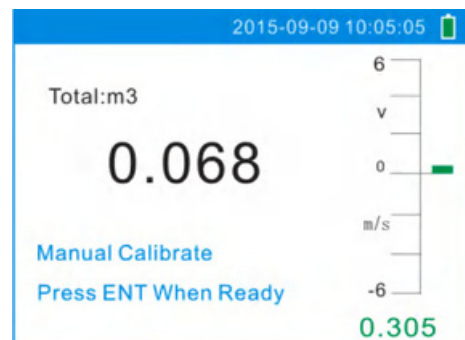 2015-09-09 10:05:05
6
Total:m3
v
0.068
0
m/s
Manual Calibrate
Press ENT When Ready
-6
0.305